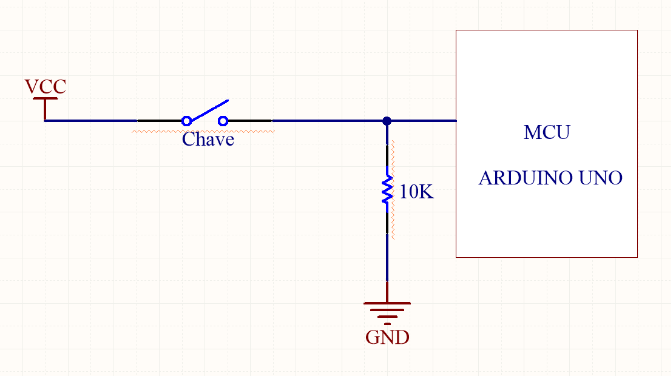 VCC
Chave
MCU
ARDUINO UNO
10K
GND